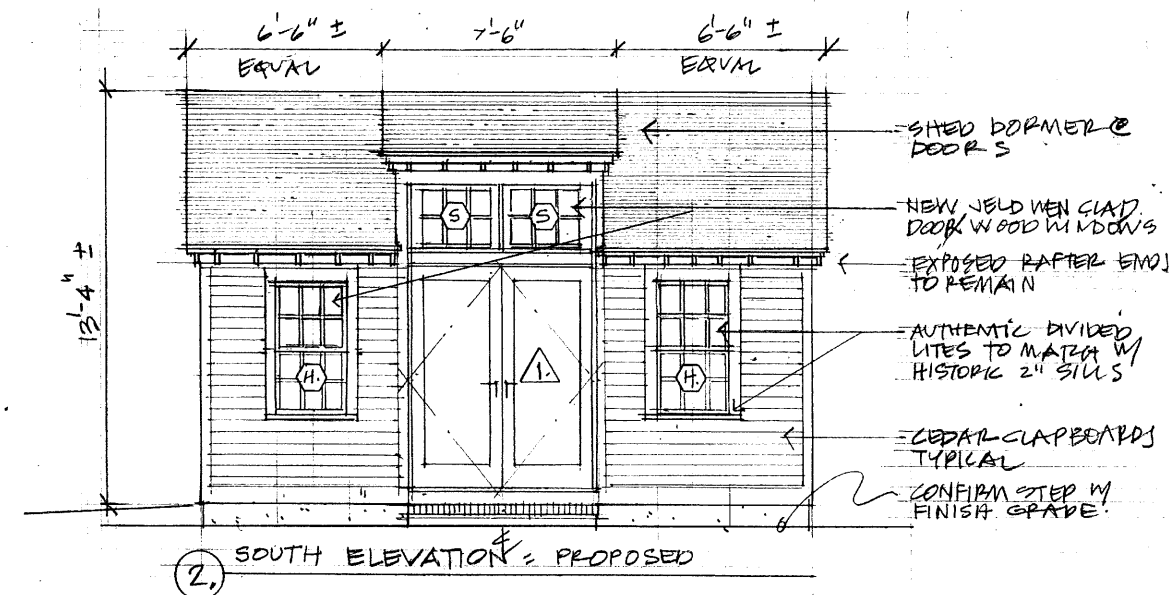 6'-6" ±
7'-6"
6'-6" ±
EQUAL
EQUAL
13'-4" ±
SHED DORMER @
DOORS
NEW JELD WEN CLAD
DOOR WOOD WINDOWS
EXPOSED RAFTER ENDS
TO REMAIN
AUTHENTIC DIVIDED
LITES TO MATCH W/
HISTORIC 2" SILLS
CEDAR CLAPBOARDS
TYPICAL
CONFIRM STEP W/
FINISH GRADE.
S
S
H.
1.
H.
2. SOUTH ELEVATION = PROPOSED